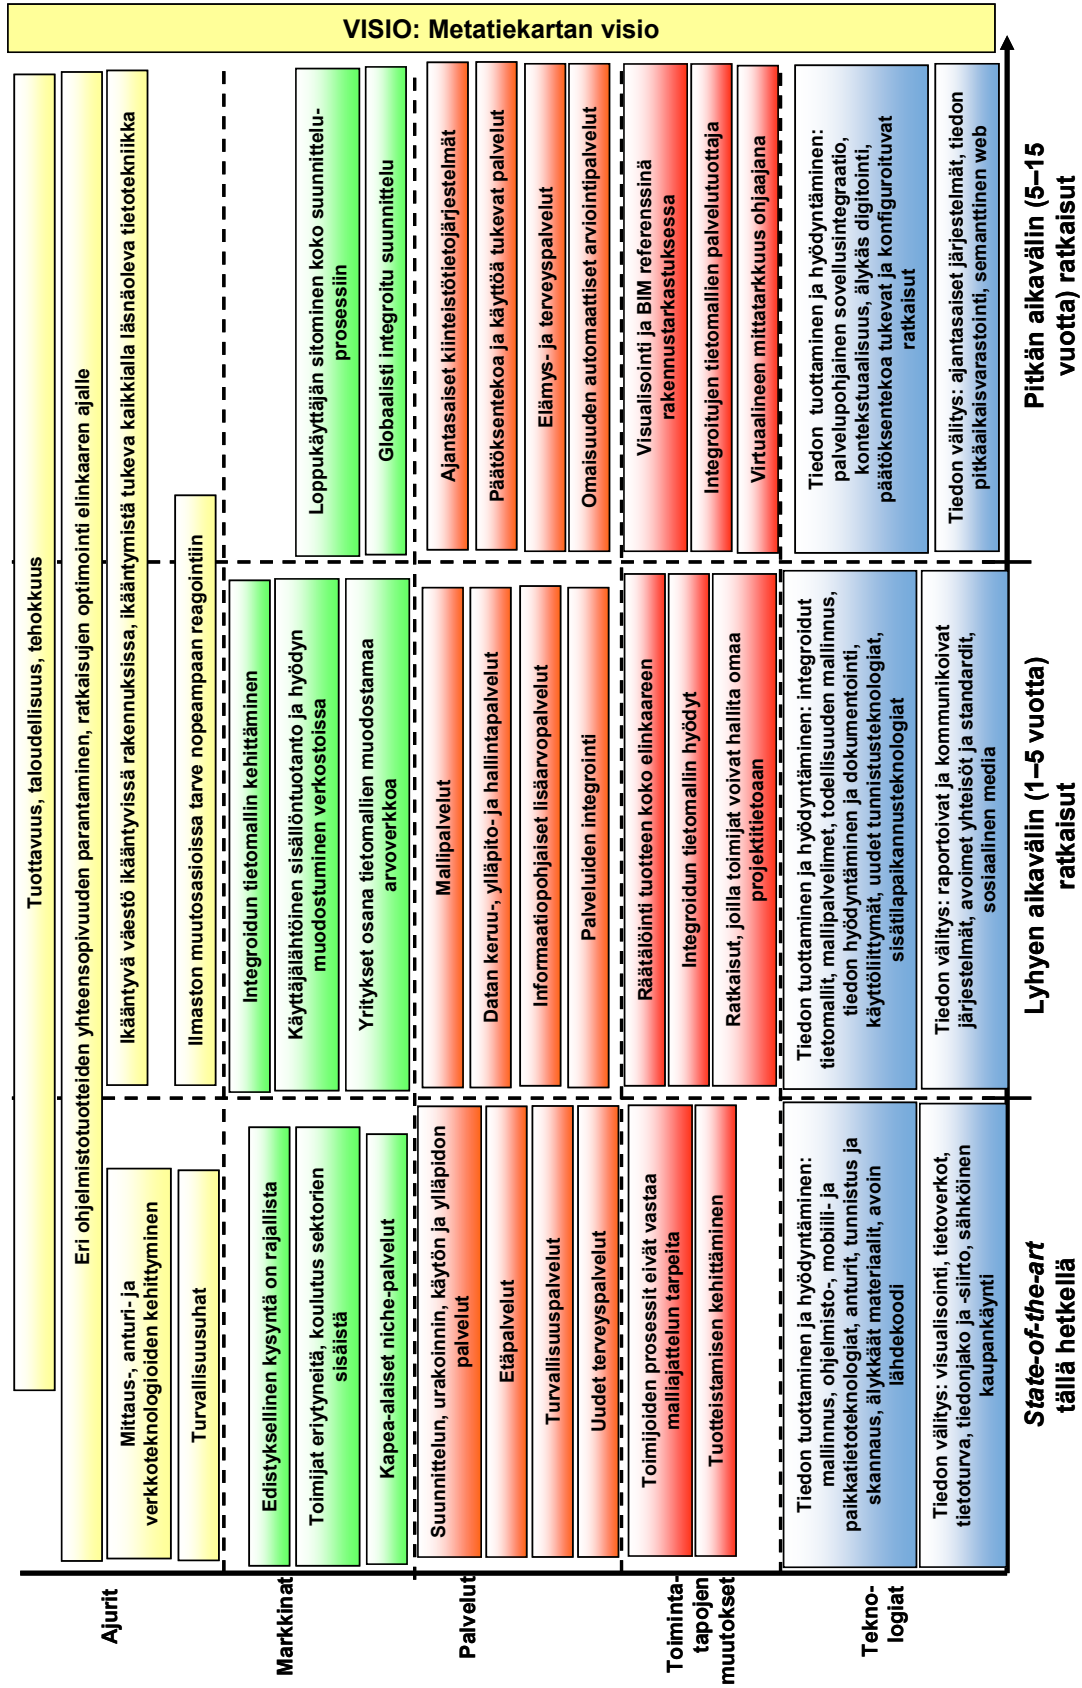 VISIO: Metatiekartan visio
Ajurit
Tuottavuus, taloudellisuus, tehokkuus
Eri ohjelmistotuotteiden yhteensopivuuden parantaminen, ratkaisujen optimointi elinkaaren ajalle
Ikääntyvä väestö ikääntyvissä rakennuksissa, ikääntymistä tukeva kaikkialla läsnäoleva tietotekniikka
Mittaus-, anturi- ja
verkkoteknologioiden kehittyminen
Ilmaston muutosasioissa tarve nopeampaan reagointiin
Turvallisuusuhat
Markkinat
Edistyksellinen kysyntä on rajallista
Toimijat eriytyneitä, koulutus sektorien
sisäistä
Kapea-alaiset niche-palvelut
Integroidun tietomallin kehittäminen
Käyttäjälähtöinen sisällöntuotanto ja hyödyn
muodostuminen verkostoissa
Yritykset osana tietomallien muodostamaa
arvoverkkoa
Loppukäyttäjän sitominen koko suunnittelu-
prosessiin
Globaalisti integroitu suunnittelu
Palvelut
Suunnittelun, urakoinnin, käytön ja ylläpidon
palvelut
Etäpalvelut
Turvallisuuspalvelut
Uudet terveyspalvelut
Mallipalvelut
Datan keruu-, ylläpito- ja hallintapalvelut
Informaatiopohjaiset lisäarvopalvelut
Palveluiden integrointi
Ajantasaiset kiinteistötietojärjestelmät
Päätöksentekoa ja käyttöä tukevat palvelut
Elämys- ja terveyspalvelut
Omaisuuden automaattiset arviointipalvelut
Toiminta-
tapojen
muutokset
Toimijoiden prosessit eivät vastaa
malliajattelun tarpeita
Tuotteistamisen kehittäminen
Räätälöinti tuotteen koko elinkaareen
Integroidun tietomallin hyödyt
Ratkaisut, joilla toimijat voivat hallita omaa
projektitietoaan
Visualisointi ja BIM referenssinä
rakennustarkastuksessa
Integroitujen tietomallien palvelutuottaja
Virtuaalineen mittatarkkuus ohjaajana
Tekno-
logiat
Tiedon tuottaminen ja hyödyntäminen:
mallinnus, ohjelmisto-, mobiili- ja
paikkatietoteknologiat, anturit, tunnistus ja
skannaus, älykkäät materiaalit, avoin
lähdekoodi
Tiedon välitys: visualisointi, tietoverkot,
tietoturva, tiedonjako ja -siirto, sähköinen
kaupankäynti
Tiedon tuottaminen ja hyödyntäminen: integroidut
tietomallit, mallipalvelimet, todellisuuden mallinnus,
tiedon hyödyntäminen ja dokumentointi,
käyttöliittymät, uudet tunnistusteknologiat,
sisätilapaikannusteknologiat
Tiedon välitys: raportoivat ja kommunikoivat
järjestelmät, avoimet yhteisöt ja standardit,
sosiaalinen media
Tiedon tuottaminen ja hyödyntäminen:
palvelupohjainen sovellusintegraatio,
kontekstuaalisuus, älykäs digitointi,
päätöksentekoa tukevat ja konfiguroituvat
ratkaisut
Tiedon välitys: ajantasaiset järjestelmät, tiedon
pitkäaikaisvarastointi, semanttinen web
State-of-the-art
tällä hetkellä
Lyhyen aikavälin (1–5 vuotta)
ratkaisut
Pitkän aikavälin (5–15
vuotta) ratkaisut